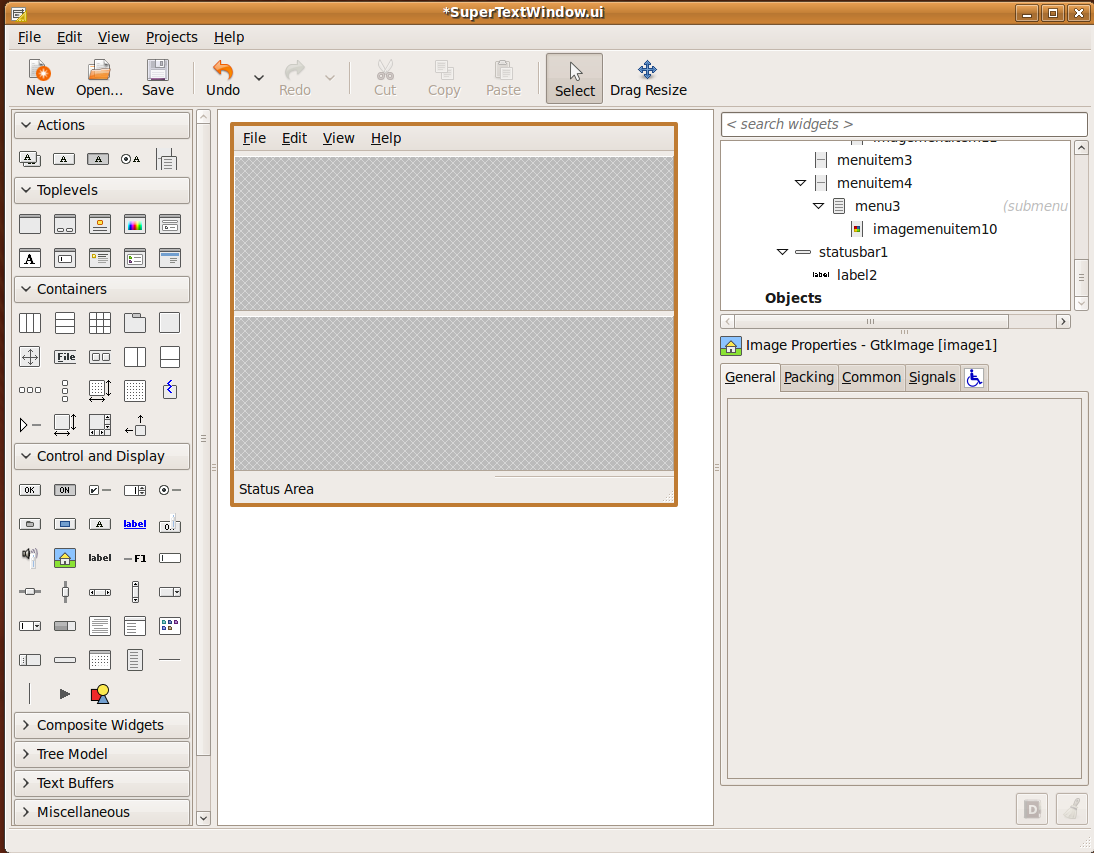 *SuperTextWindow.ui
File Edit View Projects Help
New Open... Save Undo Redo Cut Copy Paste Select Drag Resize
Actions
A A A A
Toplevels
A
Containers
File
Control and Display
OK ON
A label 0.
label F1
Composite Widgets
Tree Model
Text Buffers
Miscellaneous
File Edit View Help
Status Area
< search widgets >
menuitem3
menuitem4
menu3 (submenu
imagemenuitem10
statusbar1
label label2
Objects
Image Properties - GtkImage [image1]
General Packing Common Signals
D